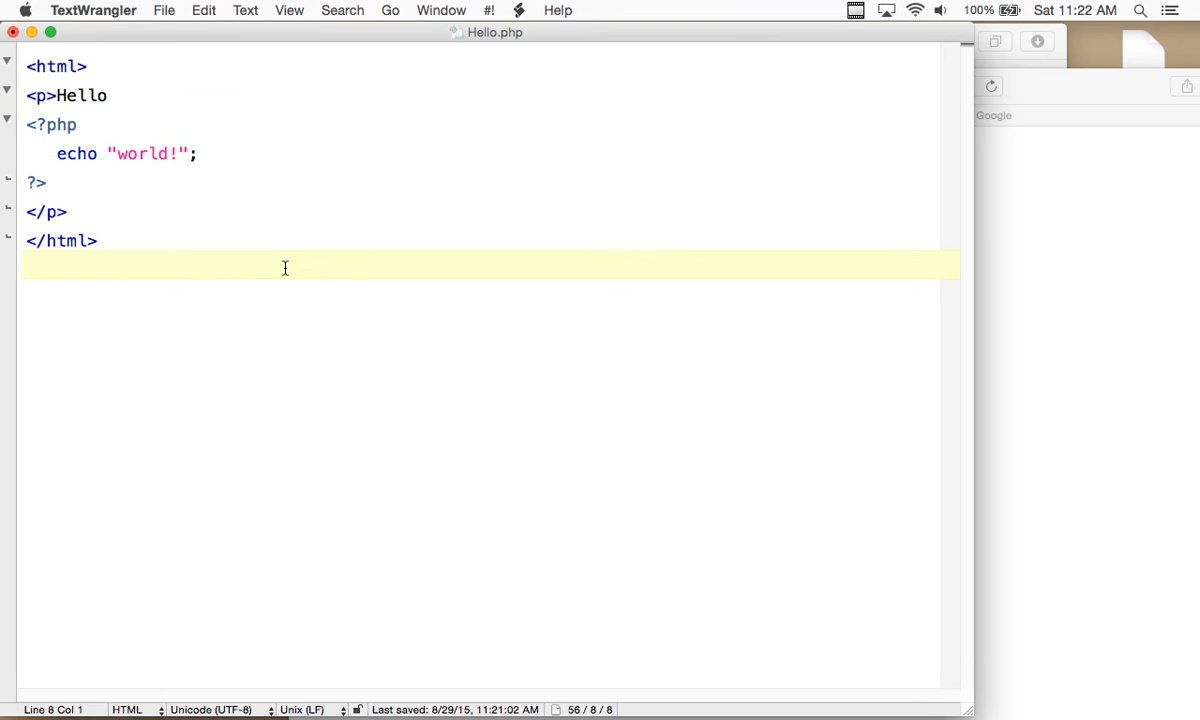 TextWrangler File Edit Text View Search Go Window #! Help 100% Sat 11:22 AM
Hello.php
<html>
<p>Hello
<?php
echo "world!";
?>
</p>
</html>
Google
Line 8 Col 1 HTML Unicode (UTF-8) Unix (LF) Last saved: 8/29/15, 11:21:02 AM 56 / 8 / 8